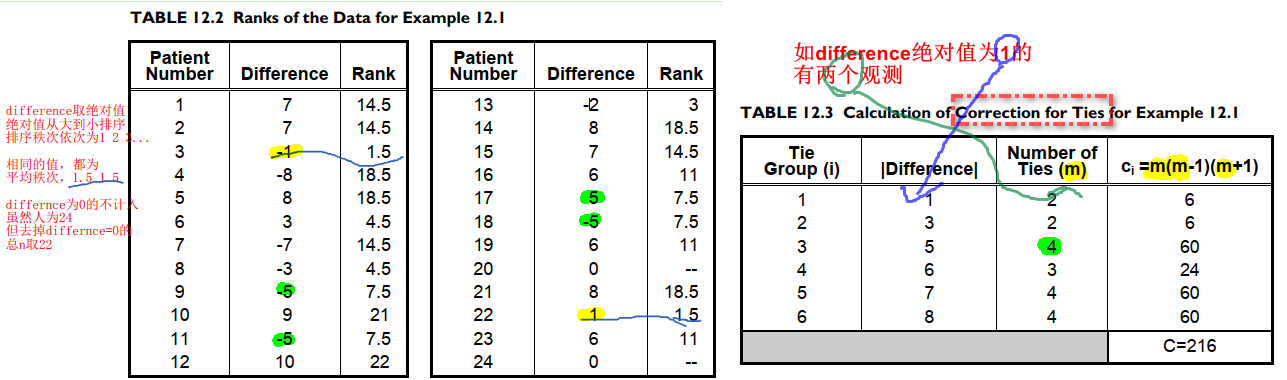 TABLE 12.2 Ranks of the Data for Example 12.1
Patient Number Difference Rank
1 7 14.5
2 7 14.5
3 -1 1.5
4 -8 18.5
5 8 18.5
6 3 4.5
7 -7 14.5
8 -3 4.5
9 -5 7.5
10 9 21
11 -5 7.5
12 10 22
Patient Number Difference Rank
13 -2 3
14 8 18.5
15 7 14.5
16 6 11
17 5 7.5
18 -5 7.5
19 6 11
20 0 --
21 8 18.5
22 1 1.5
23 6 11
24 0 --
difference取绝对值
绝对值从大到小排序
排序秩次依次为1 2 3...
相同的值，都为
平均秩次，1.5 1.5
differnce为0的不计入
虽然人为24
但去掉differnce=0的
总n取22
如difference绝对值为1的
有两个观测
TABLE 12.3 Calculation of Correction for Ties for Example 12.1
Tie Group (i) |Difference| Number of Ties (m) ci =m(m-1)(m+1)
1 1 2 6
2 3 2 6
3 5 4 60
4 6 3 24
5 7 4 60
6 8 4 60
C=216